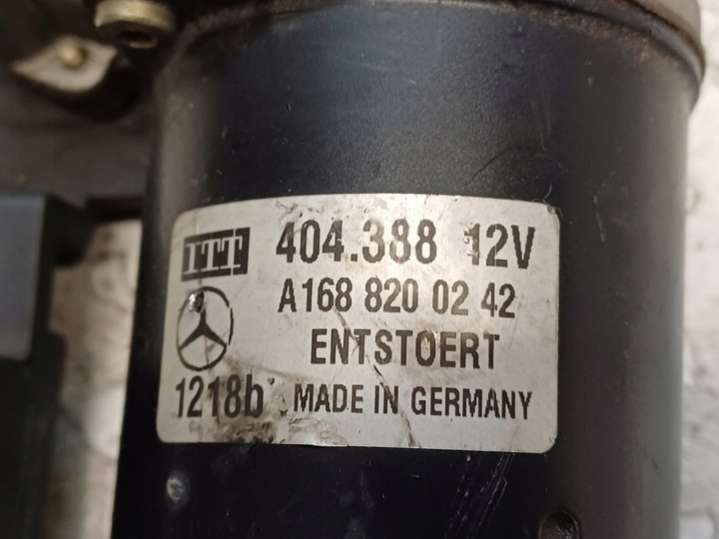 ITT 404.388 12V
A168 820 02 42
ENTSTOERT
1218b MADE IN GERMANY